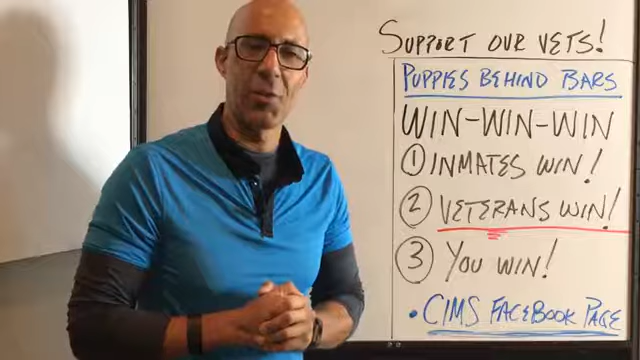 SUPPORT OUR VETS!
PUPPIES BEHIND BARS
WIN-WIN-WIN
① INMATES WIN!
② VETERANS WIN!
③ YOU WIN!
• CIMS FACEBOOK PAGE